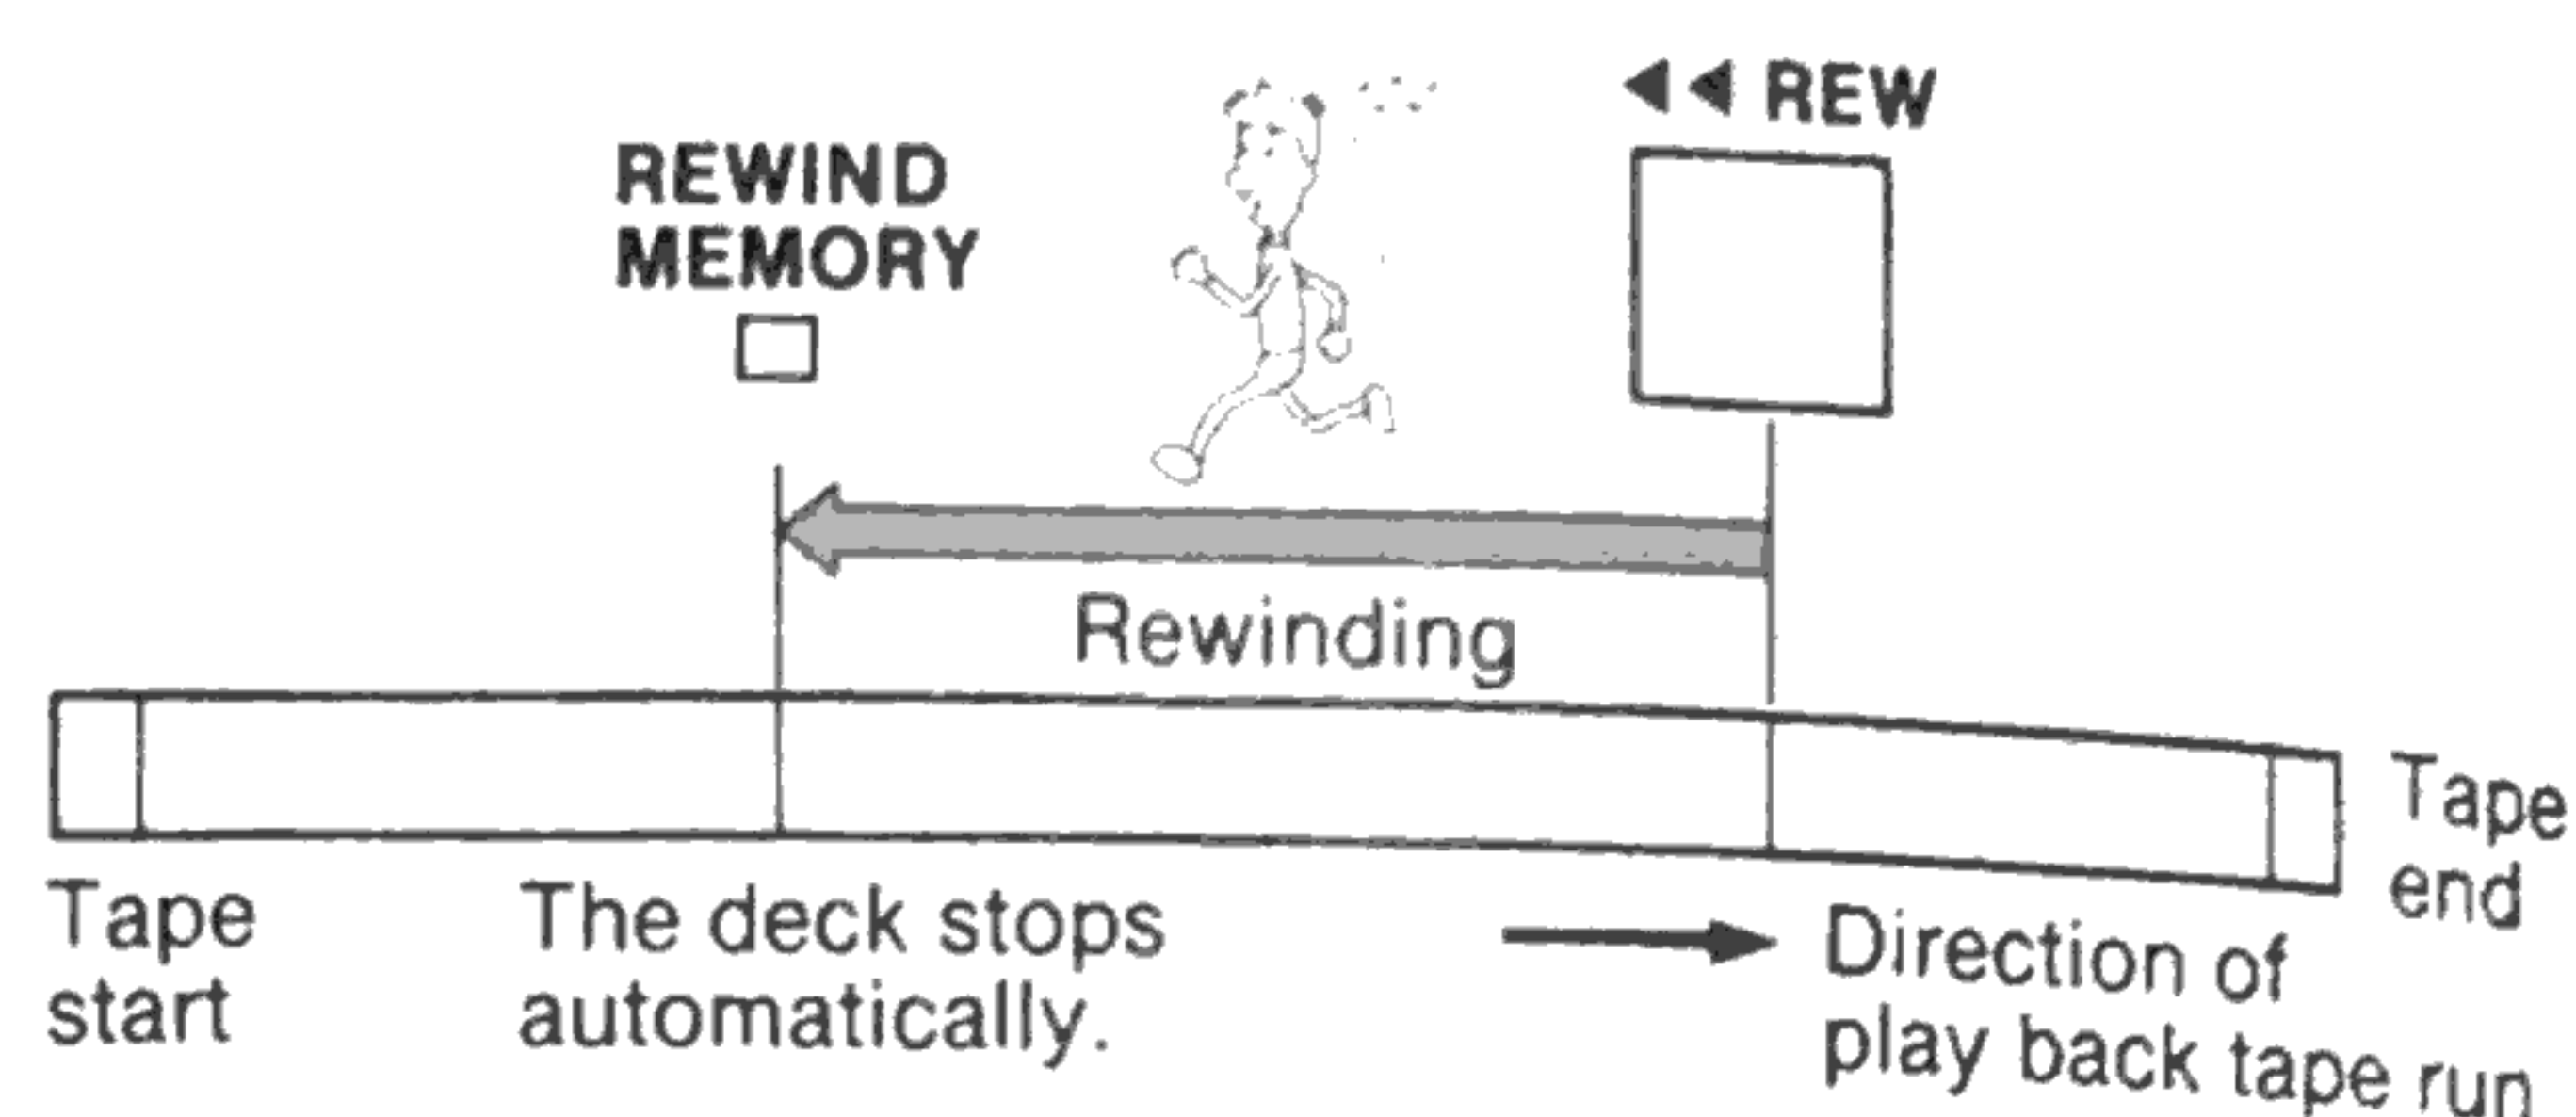 ◀◀ REW
REWIND
MEMORY
Rewinding
Tape
end
Tape
start
The deck stops
automatically.
Direction of
play back tape run